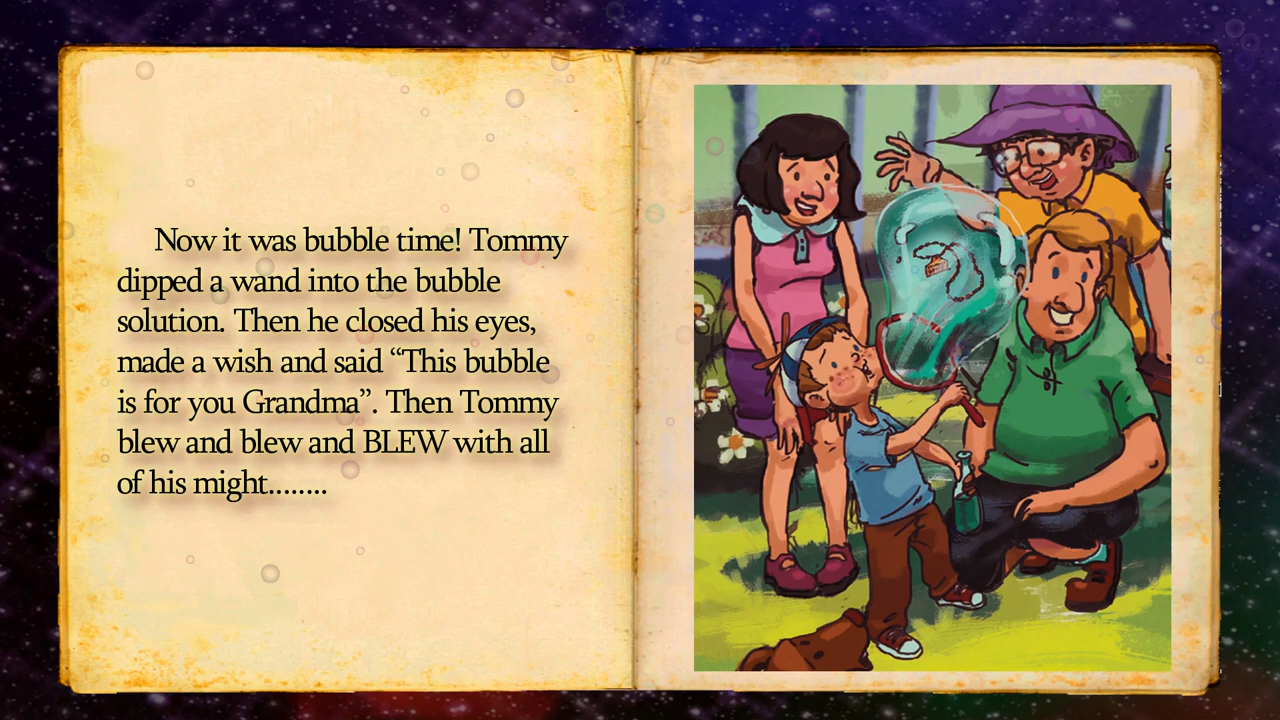 Now it was bubble time! Tommy
dipped a wand into the bubble
solution. Then he closed his eyes,
made a wish and said “This bubble
is for you Grandma”. Then Tommy
blew and blew and BLEW with all
of his might........